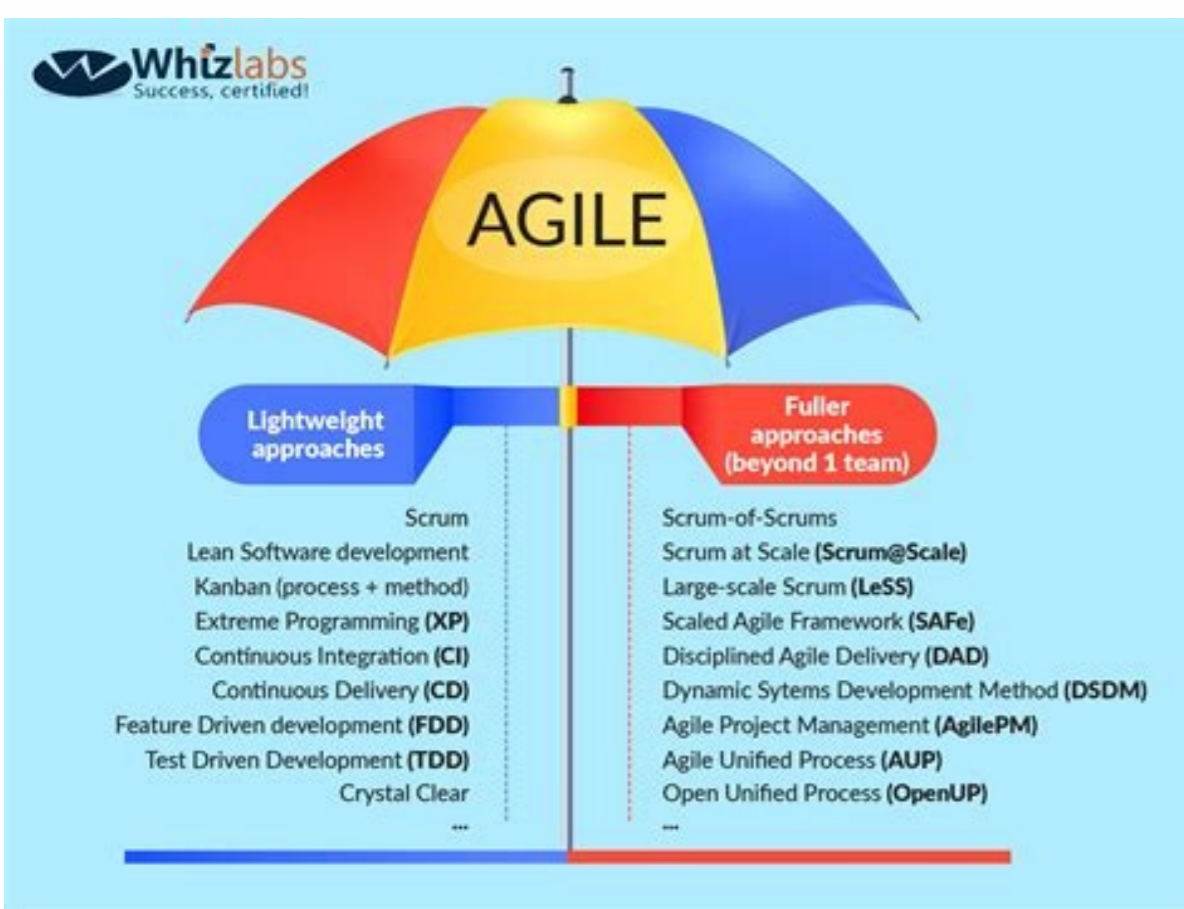 Whizlabs
Success, certified!
AGILE
Lightweight
approaches
Scrum
Lean Software development
Kanban (process + method)
Extreme Programming (XP)
Continuous Integration (CI)
Continuous Delivery (CD)
Feature Driven development (FDD)
Test Driven Development (TDD)
Crystal Clear
...
Fuller
approaches
(beyond 1 team)
Scrum-of-Scrums
Scrum at Scale (Scrum@Scale)
Large-scale Scrum (LeSS)
Scaled Agile Framework (SAFe)
Disciplined Agile Delivery (DAD)
Dynamic Sytems Development Method (DSDM)
Agile Project Management (AgilePM)
Agile Unified Process (AUP)
Open Unified Process (OpenUP)
...